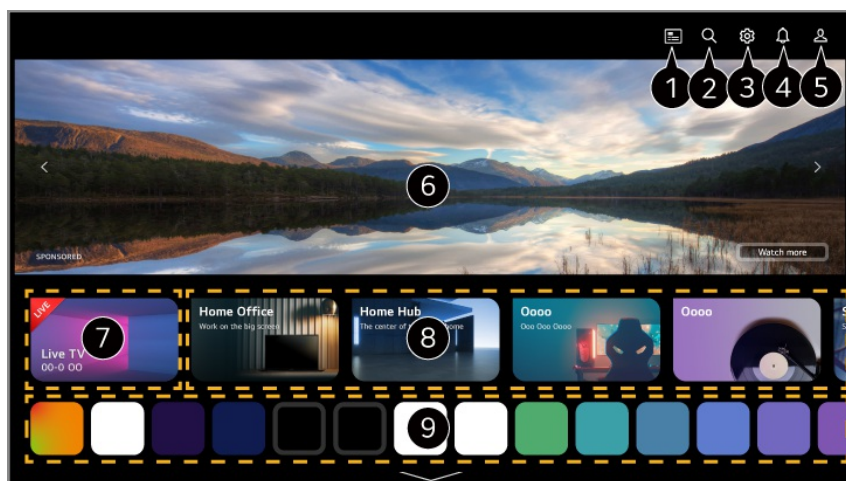 1 2 3 4 5
6
SPONSORED
Watch more
LIVE
Live TV
00-0 OO
7
Home Office
Work on the big screen
Home Hub
The center of
ome
8
Oooo
Ooo Ooo Oooo
Oooo
S
S
9